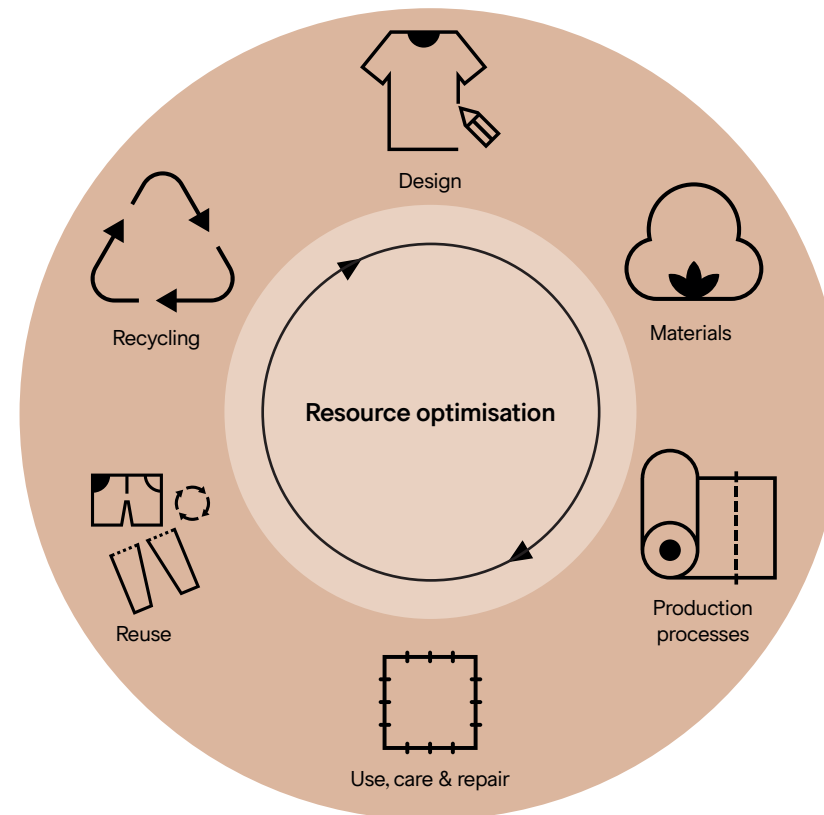 Design
Materials
Recycling
Resource optimisation
Production
processes
Reuse
Use, care & repair